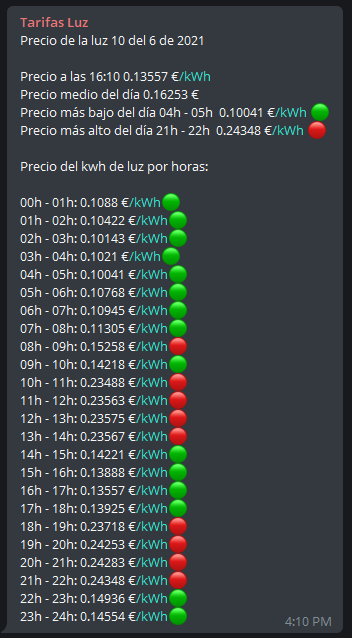 Tarifas Luz
Precio de la luz 10 del 6 de 2021
Precio a las 16:10 0.13557 €/kWh
Precio medio del día 0.16253 €
Precio más bajo del día 04h - 05h  0.10041 €/kWh
Precio más alto del día 21h - 22h  0.24348 €/kWh
Precio del kwh de luz por horas:
00h - 01h: 0.1088 €/kWh
01h - 02h: 0.10422 €/kWh
02h - 03h: 0.10143 €/kWh
03h - 04h: 0.1021 €/kWh
04h - 05h: 0.10041 €/kWh
05h - 06h: 0.10768 €/kWh
06h - 07h: 0.10945 €/kWh
07h - 08h: 0.11305 €/kWh
08h - 09h: 0.15258 €/kWh
09h - 10h: 0.14218 €/kWh
10h - 11h: 0.23488 €/kWh
11h - 12h: 0.23563 €/kWh
12h - 13h: 0.23575 €/kWh
13h - 14h: 0.23567 €/kWh
14h - 15h: 0.14221 €/kWh
15h - 16h: 0.13888 €/kWh
16h - 17h: 0.13557 €/kWh
17h - 18h: 0.13925 €/kWh
18h - 19h: 0.23718 €/kWh
19h - 20h: 0.24253 €/kWh
20h - 21h: 0.24283 €/kWh
21h - 22h: 0.24348 €/kWh
22h - 23h: 0.14936 €/kWh
23h - 24h: 0.14554 €/kWh
4:10 PM